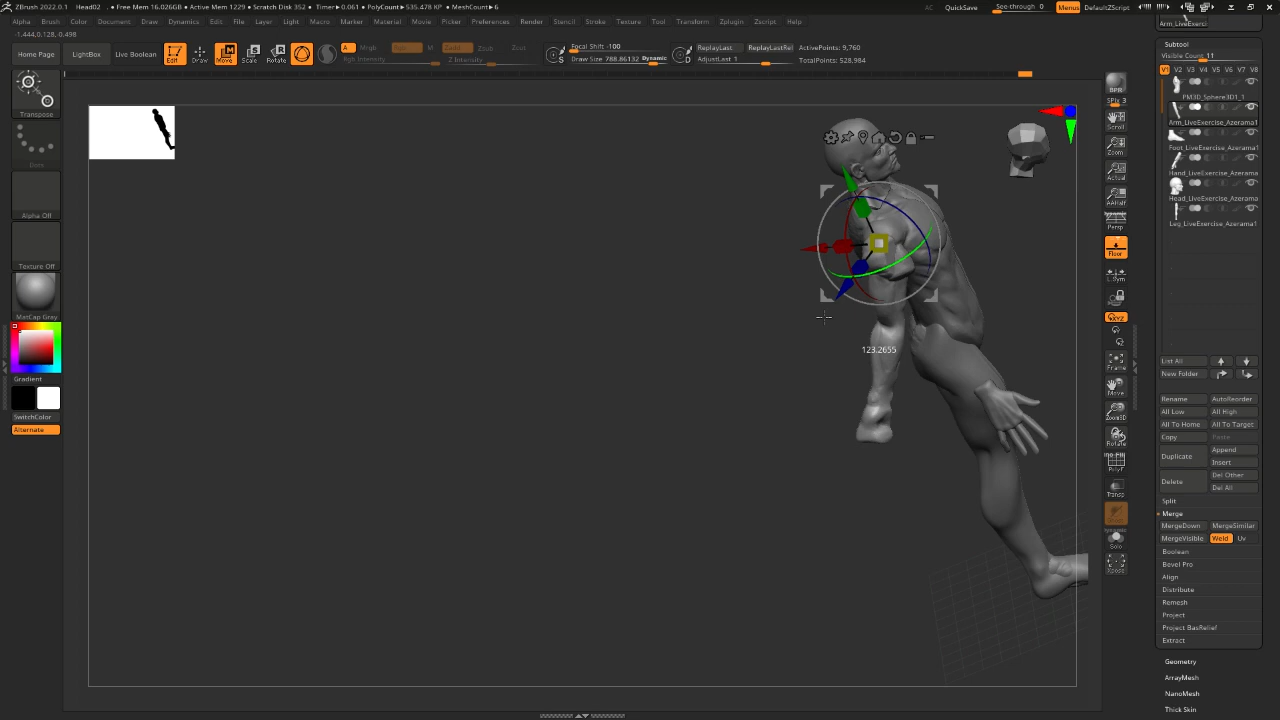 ZBrush 2022.0.1 Head02 • Free Mem 16.026GB • Active Mem 1229 • Scratch Disk 352 • Timer▶0.061 • PolyCount▶535.478 KP • MeshCount▶6 AC QuickSave See-through 0 Menus DefaultZScript
Alpha Brush Color Document Draw Dynamics Edit File Layer Light Macro Marker Material Movie Picker Preferences Render Stencil Stroke Texture Tool Transform Zplugin Zscript Help
-1.444,0.128,-0.498
Home Page LightBox Live Boolean Edit Draw Move Scale Rotate A Mrgb M Zadd Zsub Zcut
Rgb Intensity Z Intensity
Focal Shift -100
Draw Size 788.86132 Dynamic
ReplayLast ReplayLastRel
AdjustLast 1
ActivePoints: 9,760
TotalPoints: 528,984
Transpose
Dots
Alpha Off
Texture Off
MatCap Gray
Gradient
SwitchColor
Alternate
123.2655
BPR
SPix 3
Scroll
Zoom
Actual
AAHalf
Dynamic
Persp
Floor
L.Sym
XYZ
Frame
Move
Zoom3D
Rotate
PolyF
Transp
Dynamic
Solo
Xpose
Arm_LiveExerci
Subtool
Visible Count 11
V1 V2 V3 V4 V5 V6 V7 V8
PM3D_Sphere3D1_1
Arm_LiveExercise_Azerama1
Foot_LiveExercise_Azerama1
Hand_LiveExercise_Azerama
Head_LiveExercise_Azerama
Leg_LiveExercise_Azerama1
List All
New Folder
Rename AutoReorder
All Low All High
All To Home All To Target
Copy Paste
Duplicate Append
Insert
Delete Del Other
Del All
Split
Merge
MergeDown MergeSimilar
MergeVisible Weld Uv
Boolean
Bevel Pro
Align
Distribute
Remesh
Project
Project BasRelief
Extract
Geometry
ArrayMesh
NanoMesh
Thick Skin